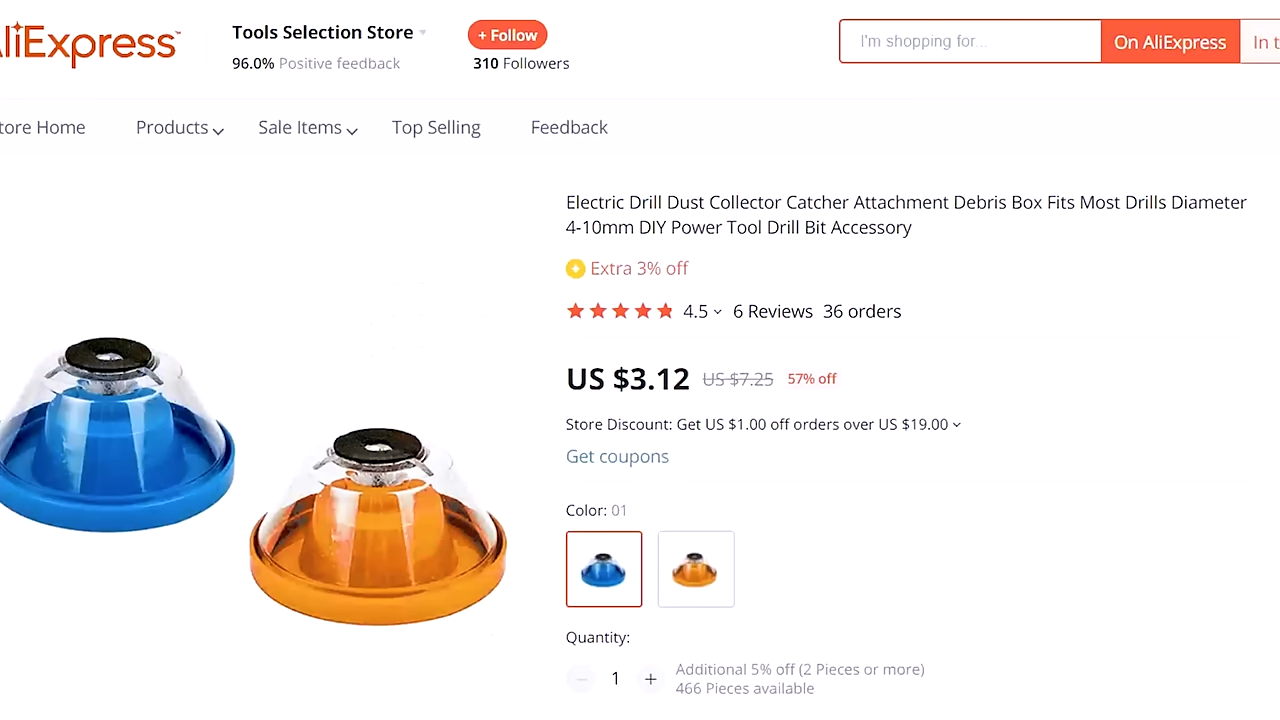 AliExpress™
Tools Selection Store
+ Follow
96.0% Positive feedback
310 Followers
I'm shopping for...
On AliExpress
In t
tore Home
Products
Sale Items
Top Selling
Feedback
Electric Drill Dust Collector Catcher Attachment Debris Box Fits Most Drills Diameter
4-10mm DIY Power Tool Drill Bit Accessory
Extra 3% off
4.5
6 Reviews
36 orders
US $3.12
US $7.25
57% off
Store Discount: Get US $1.00 off orders over US $19.00
Get coupons
Color: 01
Quantity:
1
Additional 5% off (2 Pieces or more)
466 Pieces available